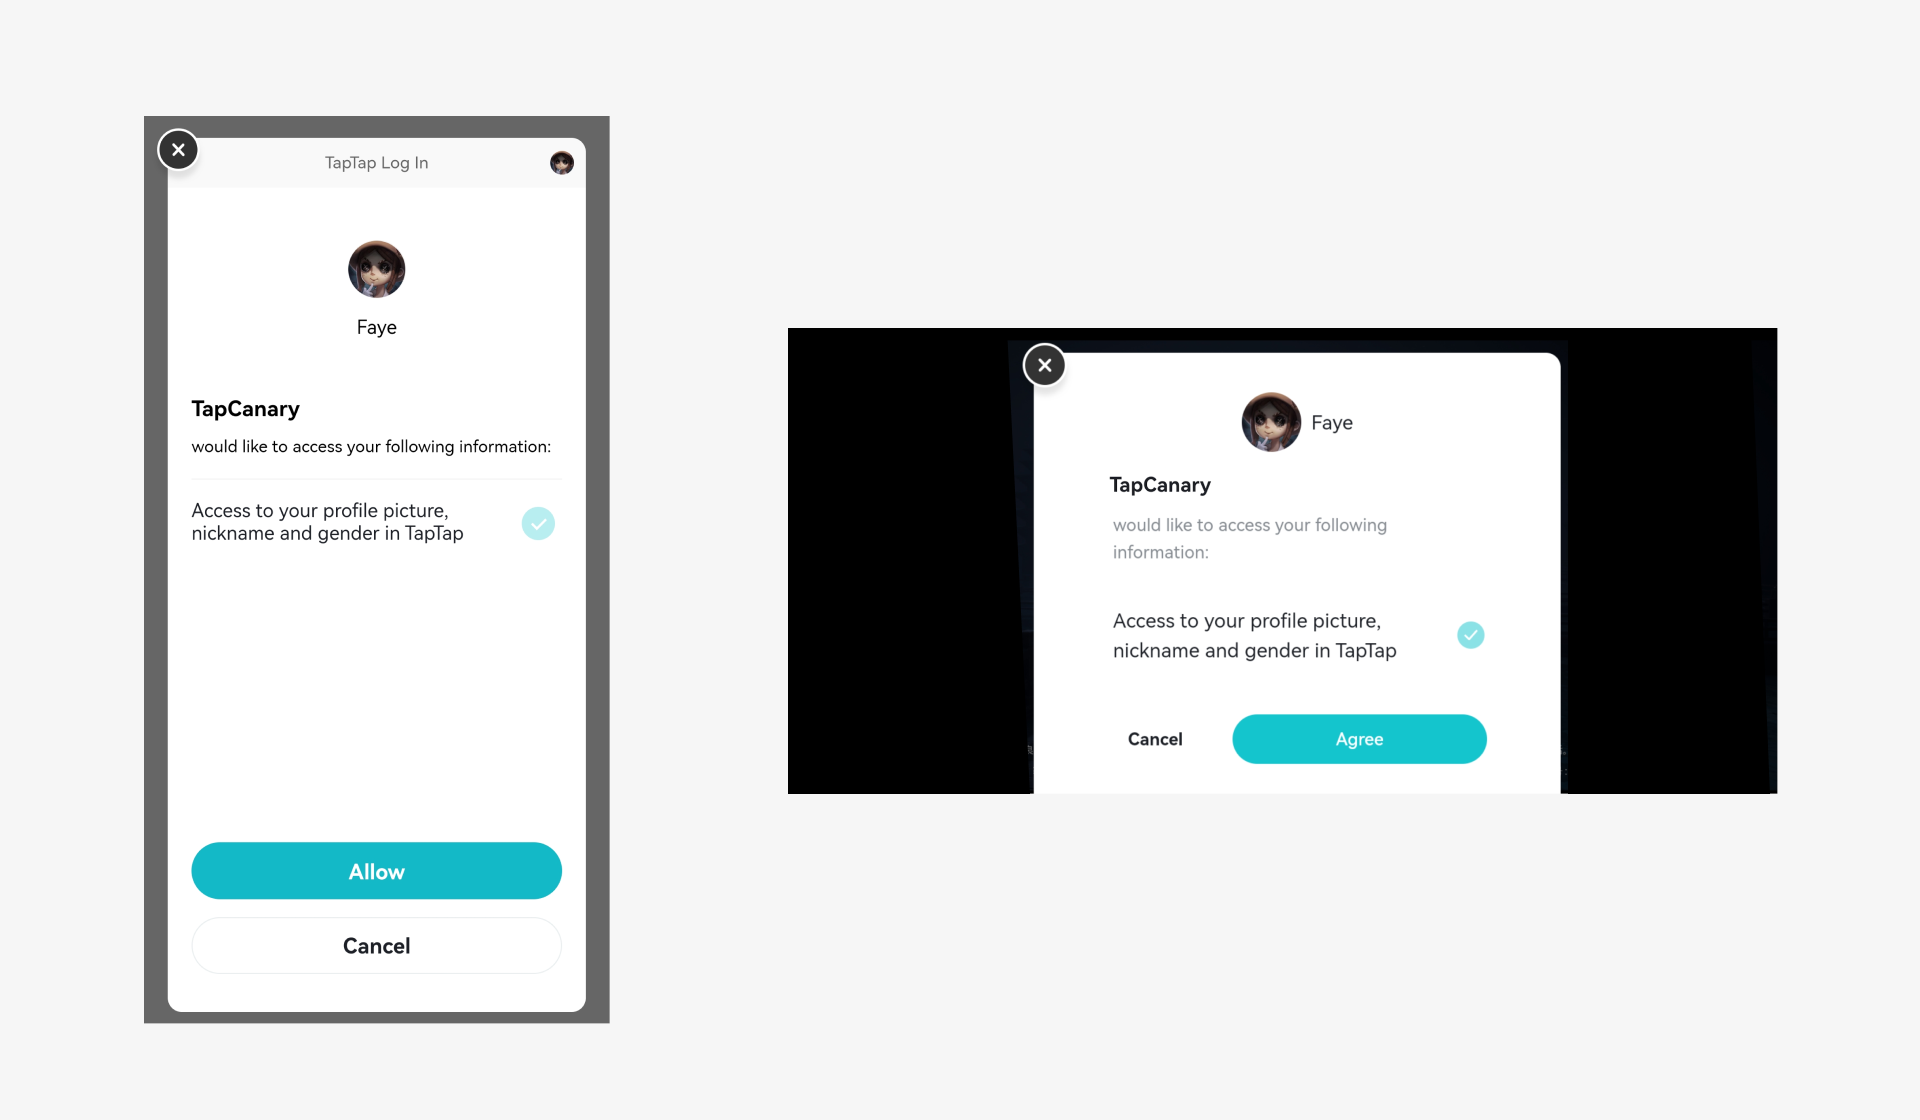 TapTap Log In
Faye
TapCanary
would like to access your following information:
Access to your profile picture,
nickname and gender in TapTap
Allow
Cancel
Faye
TapCanary
would like to access your following
information:
Access to your profile picture,
nickname and gender in TapTap
Cancel
Agree